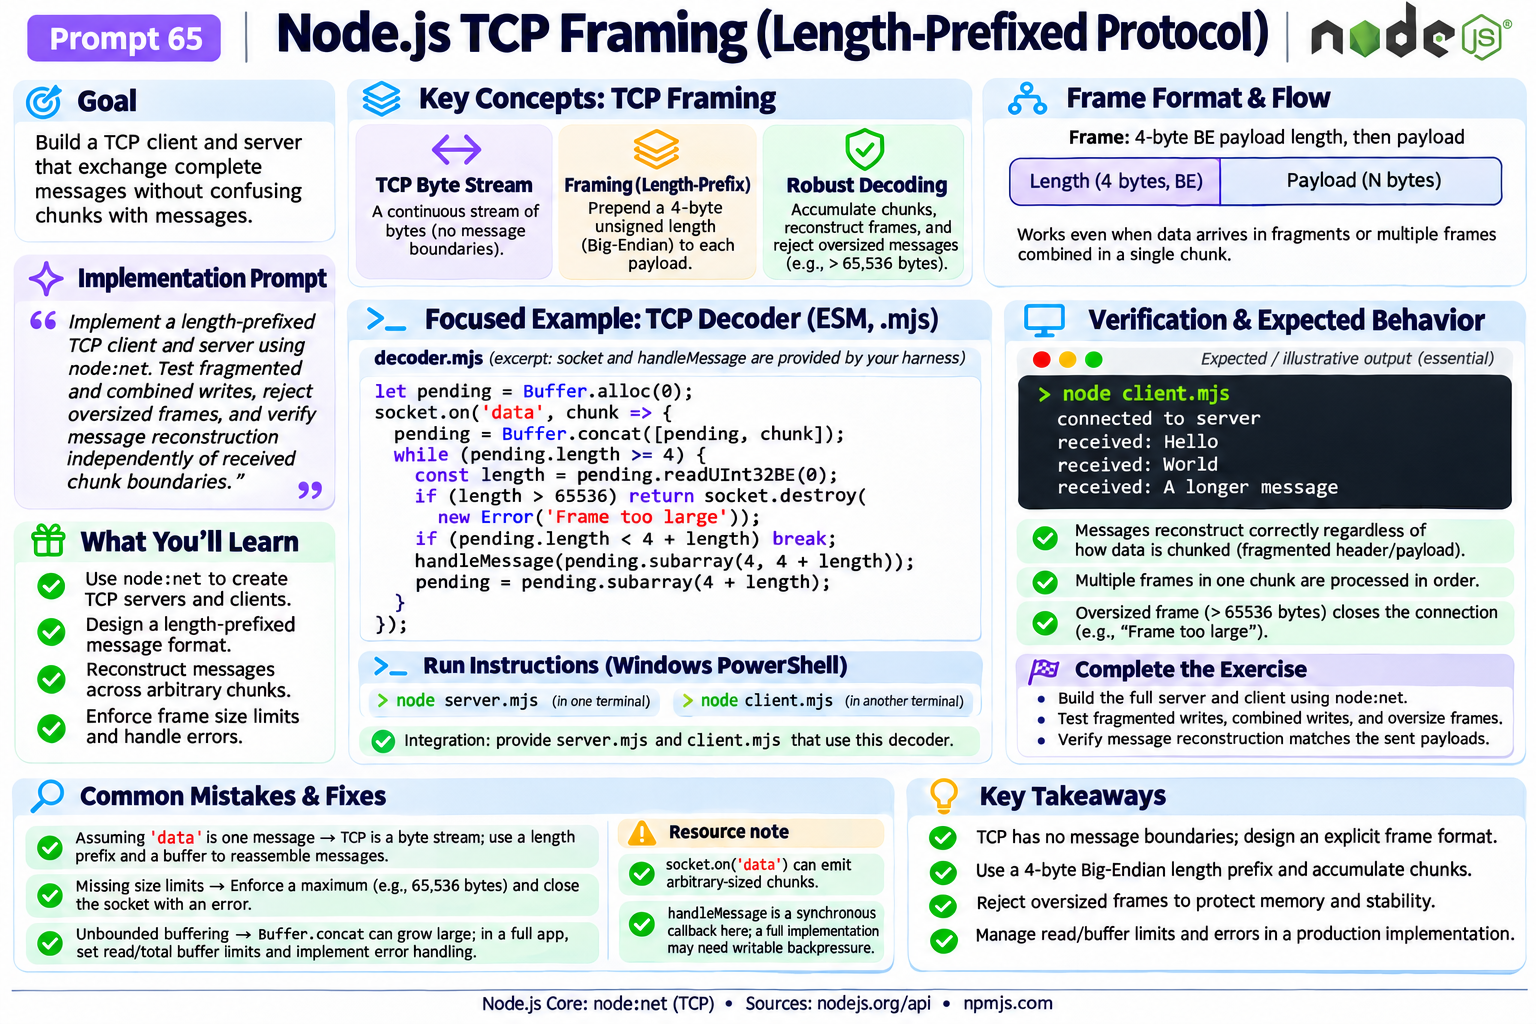 Prompt 65
Node.js TCP Framing (Length-Prefixed Protocol)
node
JS
®
Goal
Build a TCP client and server
that exchange complete
messages without confusing
chunks with messages.
Implementation Prompt
“ Implement a length-prefixed
TCP client and server using
node:net. Test fragmented
and combined writes, reject
oversized frames, and verify
message reconstruction
independently of received
chunk boundaries.”
”
What You’ll Learn
Use node:net to create
TCP servers and clients.
Design a length-prefixed
message format.
Reconstruct messages
across arbitrary chunks.
Enforce frame size limits
and handle errors.
Key Concepts: TCP Framing
TCP Byte Stream
A continuous stream of
bytes (no message
boundaries).
Framing (Length-Prefix)
Prepend a 4-byte
unsigned length
(Big-Endian) to each
payload.
Robust Decoding
Accumulate chunks,
reconstruct frames, and
reject oversized messages
(e.g., > 65,536 bytes).
Frame Format & Flow
Frame: 4-byte BE payload length, then payload
Length (4 bytes, BE)
Payload (N bytes)
Works even when data arrives in fragments or multiple frames
combined in a single chunk.
Focused Example: TCP Decoder (ESM, .mjs)
decoder.mjs (excerpt: socket and handleMessage are provided by your harness)
let pending = Buffer.alloc(0);
socket.on('data', chunk => {
pending = Buffer.concat([pending, chunk]);
while (pending.length >= 4) {
const length = pending.readUInt32BE(0);
if (length > 65536) return socket.destroy(
new Error('Frame too large'));
if (pending.length < 4 + length) break;
handleMessage(pending.subarray(4, 4 + length));
pending = pending.subarray(4 + length);
}
});
Run Instructions (Windows PowerShell)
> node server.mjs (in one terminal)
> node client.mjs (in another terminal)
Integration: provide server.mjs and client.mjs that use this decoder.
Verification & Expected Behavior
Expected / illustrative output (essential)
> node client.mjs
connected to server
received: Hello
received: World
received: A longer message
Messages reconstruct correctly regardless of
how data is chunked (fragmented header/payload).
Multiple frames in one chunk are processed in order.
Oversized frame (> 65536 bytes) closes the connection
(e.g., “Frame too large”).
Complete the Exercise
• Build the full server and client using node:net.
• Test fragmented writes, combined writes, and oversize frames.
• Verify message reconstruction matches the sent payloads.
Common Mistakes & Fixes
Assuming 'data' is one message → TCP is a byte stream; use a length
prefix and a buffer to reassemble messages.
Missing size limits → Enforce a maximum (e.g., 65,536 bytes) and close
the socket with an error.
Unbounded buffering → Buffer.concat can grow large; in a full app,
set read/total buffer limits and implement error handling.
Resource note
socket.on('data') can emit
arbitrary-sized chunks.
handleMessage is a synchronous
callback here; a full implementation
may need writable backpressure.
Key Takeaways
TCP has no message boundaries; design an explicit frame format.
Use a 4-byte Big-Endian length prefix and accumulate chunks.
Reject oversized frames to protect memory and stability.
Manage read/buffer limits and errors in a production implementation.
Node.js Core: node:net (TCP) • Sources: nodejs.org/api • npmjs.com